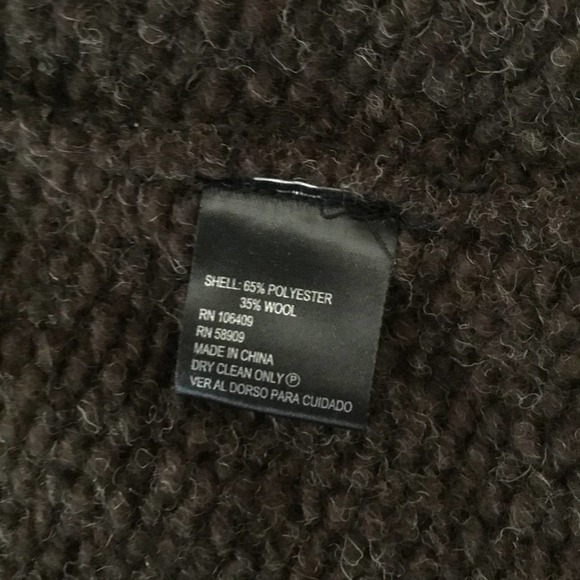 SHELL: 65% POLYESTER
35% WOOL
RN 106409
RN 58909
MADE IN CHINA
DRY CLEAN ONLY Ⓟ
VER AL DORSO PARA CUIDADO